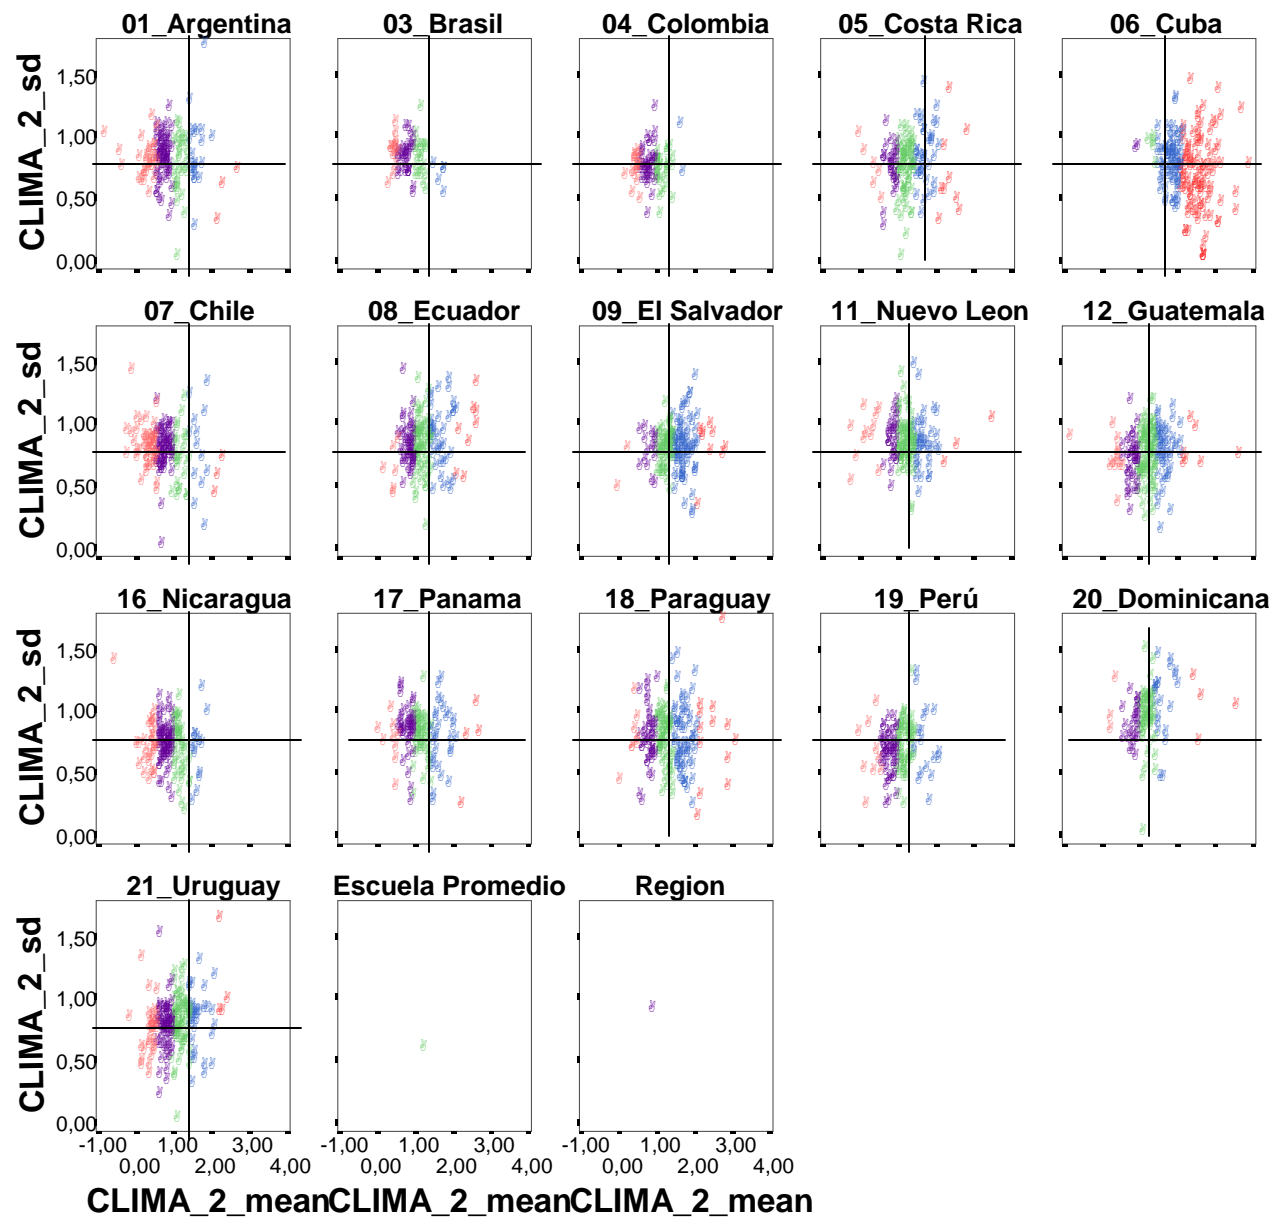 01_Argentina 03_Brasil 04_Colombia 05_Costa Rica 06_Cuba
CLIMA_2_sd
1,50
1,00
0,50
0,00
07_Chile 08_Ecuador 09_El Salvador 11_Nuevo Leon 12_Guatemala
CLIMA_2_sd
1,50
1,00
0,50
0,00
16_Nicaragua 17_Panama 18_Paraguay 19_Perú 20_Dominicana
CLIMA_2_sd
1,50
1,00
0,50
0,00
21_Uruguay Escuela Promedio Region
CLIMA_2_sd
1,50
1,00
0,50
0,00
-1,00 1,00 3,00 -1,00 1,00 3,00 -1,00 1,00 3,00
0,00 2,00 4,00 0,00 2,00 4,00 0,00 2,00 4,00
CLIMA_2_mean CLIMA_2_mean CLIMA_2_mean